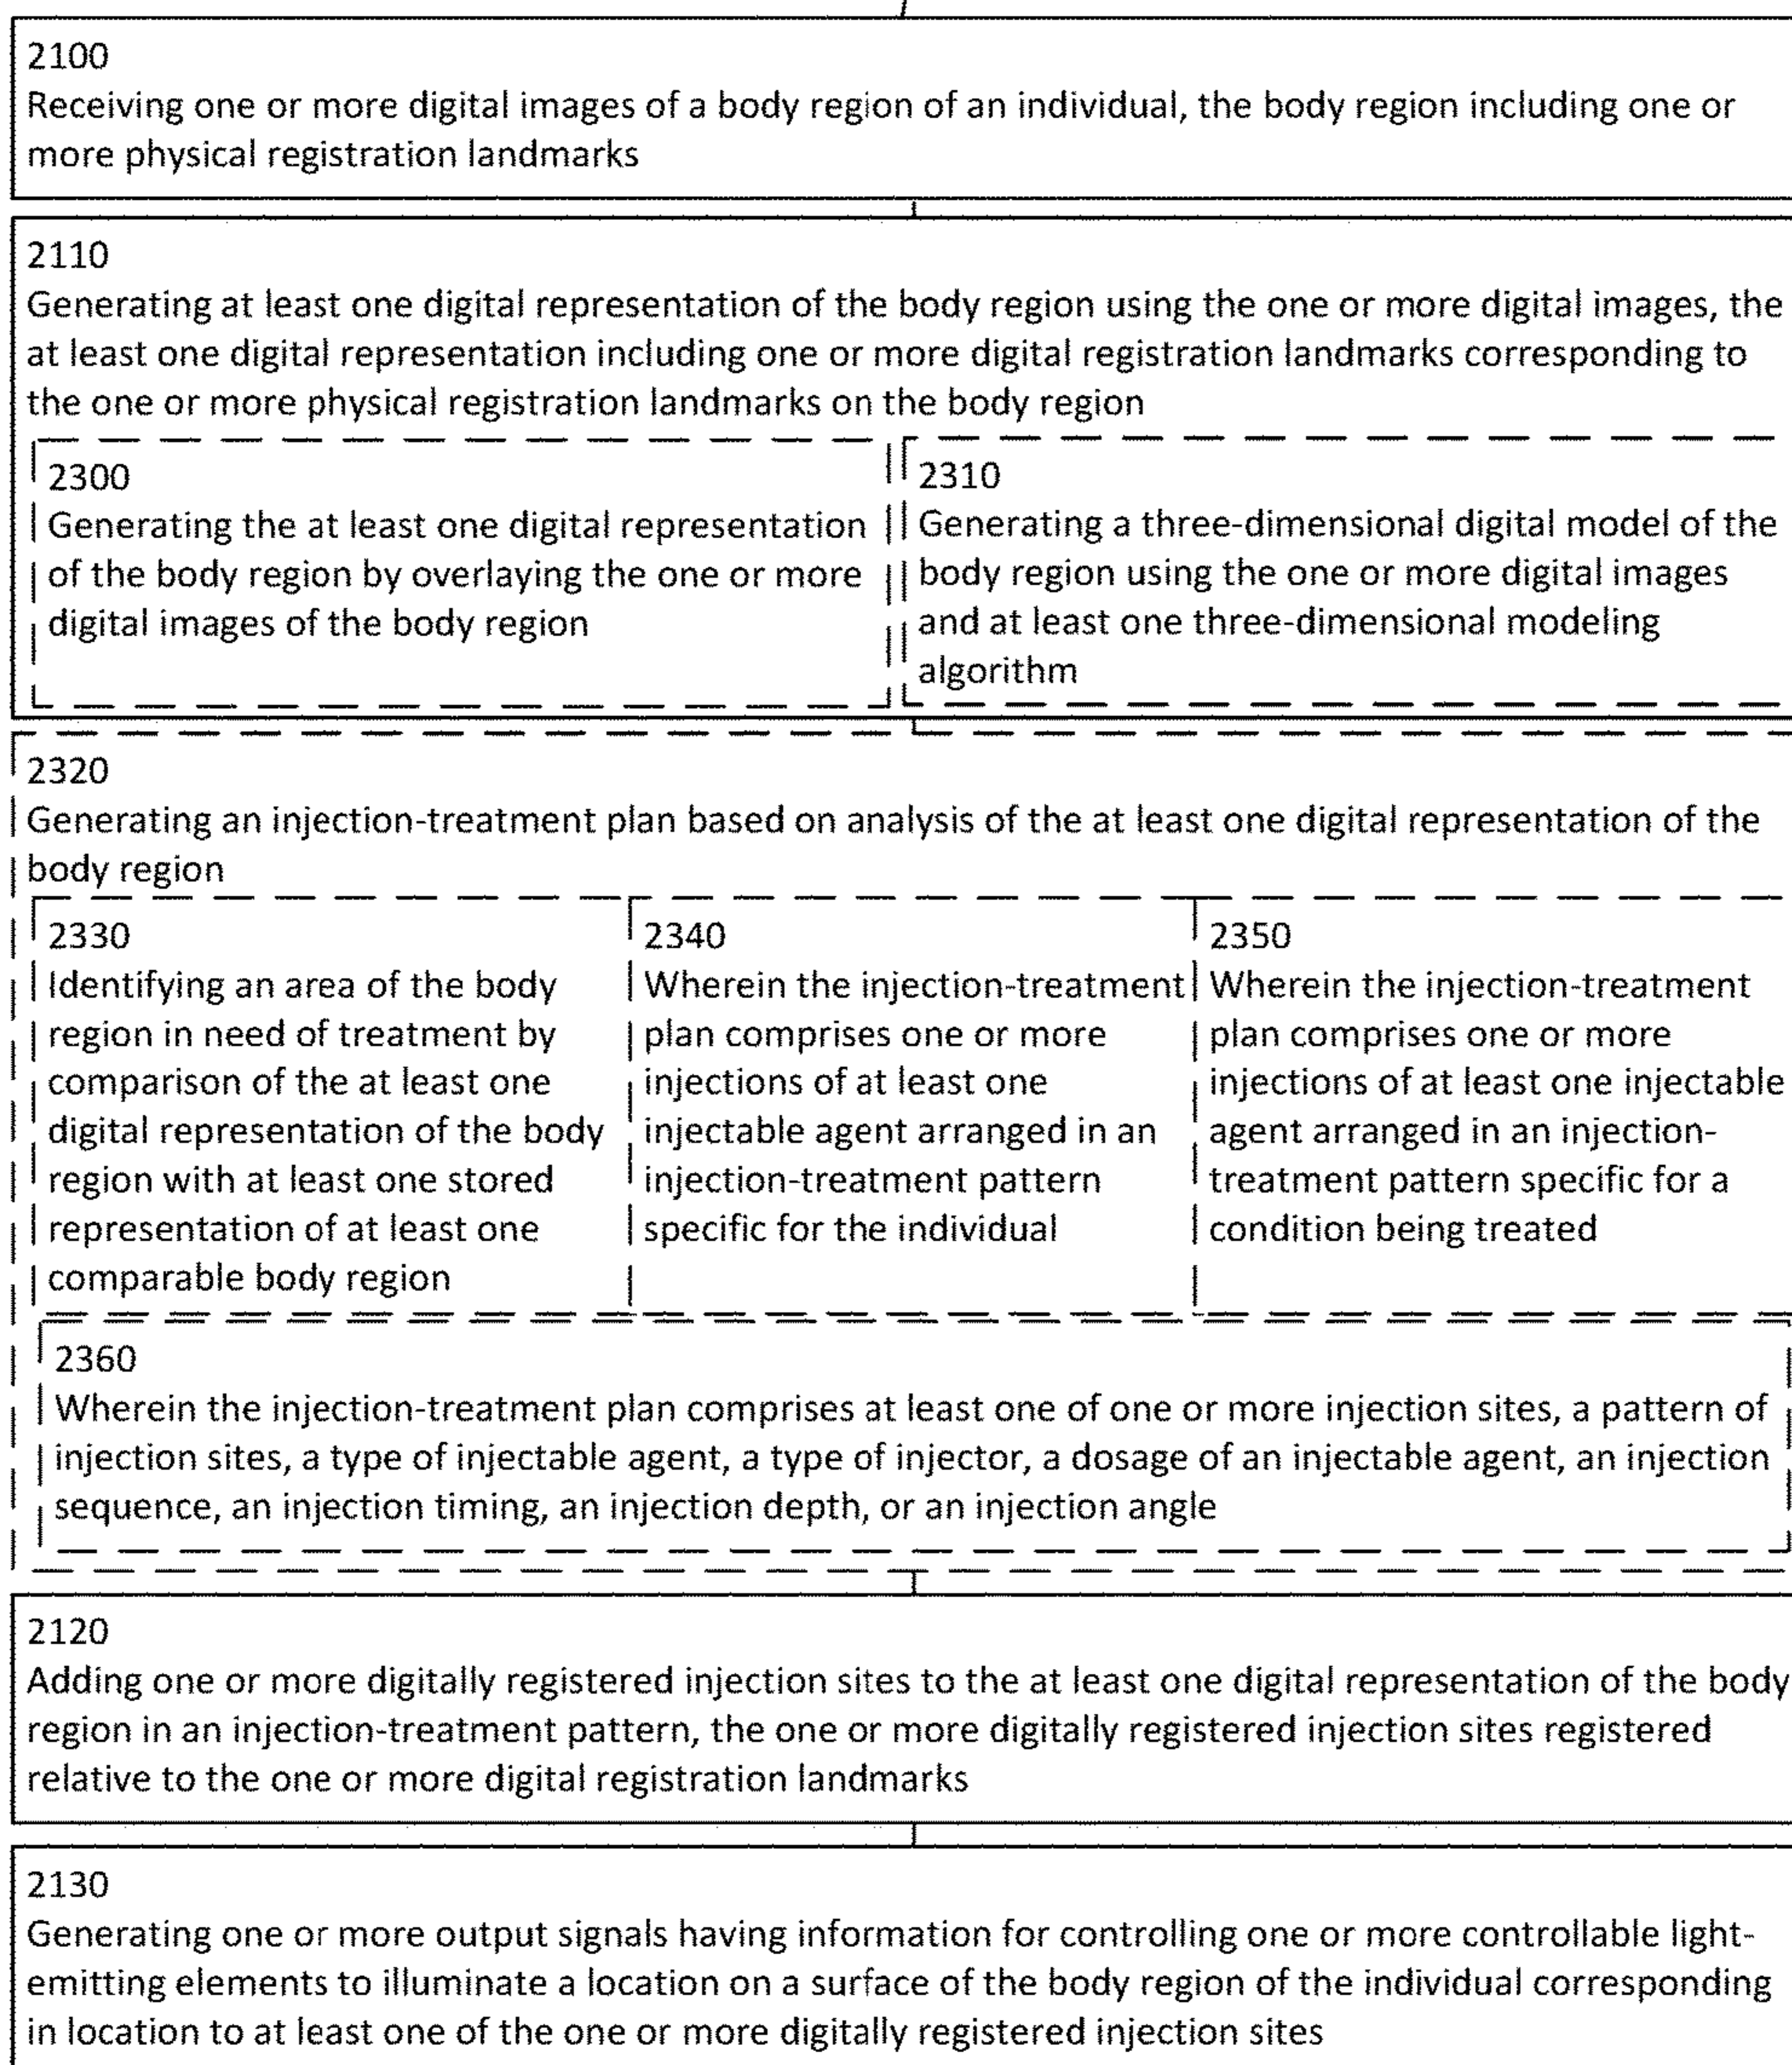 2100
Receiving one or more digital images of a body region of an individual, the body region including one or
more physical registration landmarks
2110
Generating at least one digital representation of the body region using the one or more digital images, the
at least one digital representation including one or more digital registration landmarks corresponding to
the one or more physical registration landmarks on the body region
2300
Generating the at least one digital representation
of the body region by overlaying the one or more
digital images of the body region
2310
Generating a three-dimensional digital model of the
body region using the one or more digital images
and at least one three-dimensional modeling
algorithm
2320
Generating an injection-treatment plan based on analysis of the at least one digital representation of the
body region
2330
Identifying an area of the body
region in need of treatment by
comparison of the at least one
digital representation of the body
region with at least one stored
representation of at least one
comparable body region
2340
Wherein the injection-treatment
plan comprises one or more
injections of at least one
injectable agent arranged in an
injection-treatment pattern
specific for the individual
2350
Wherein the injection-treatment
plan comprises one or more
injections of at least one injectable
agent arranged in an injection-
treatment pattern specific for a
condition being treated
2360
Wherein the injection-treatment plan comprises at least one of one or more injection sites, a pattern of
injection sites, a type of injectable agent, a type of injector, a dosage of an injectable agent, an injection
sequence, an injection timing, an injection depth, or an injection angle
2120
Adding one or more digitally registered injection sites to the at least one digital representation of the body
region in an injection-treatment pattern, the one or more digitally registered injection sites registered
relative to the one or more digital registration landmarks
2130
Generating one or more output signals having information for controlling one or more controllable light-
emitting elements to illuminate a location on a surface of the body region of the individual corresponding
in location to at least one of the one or more digitally registered injection sites